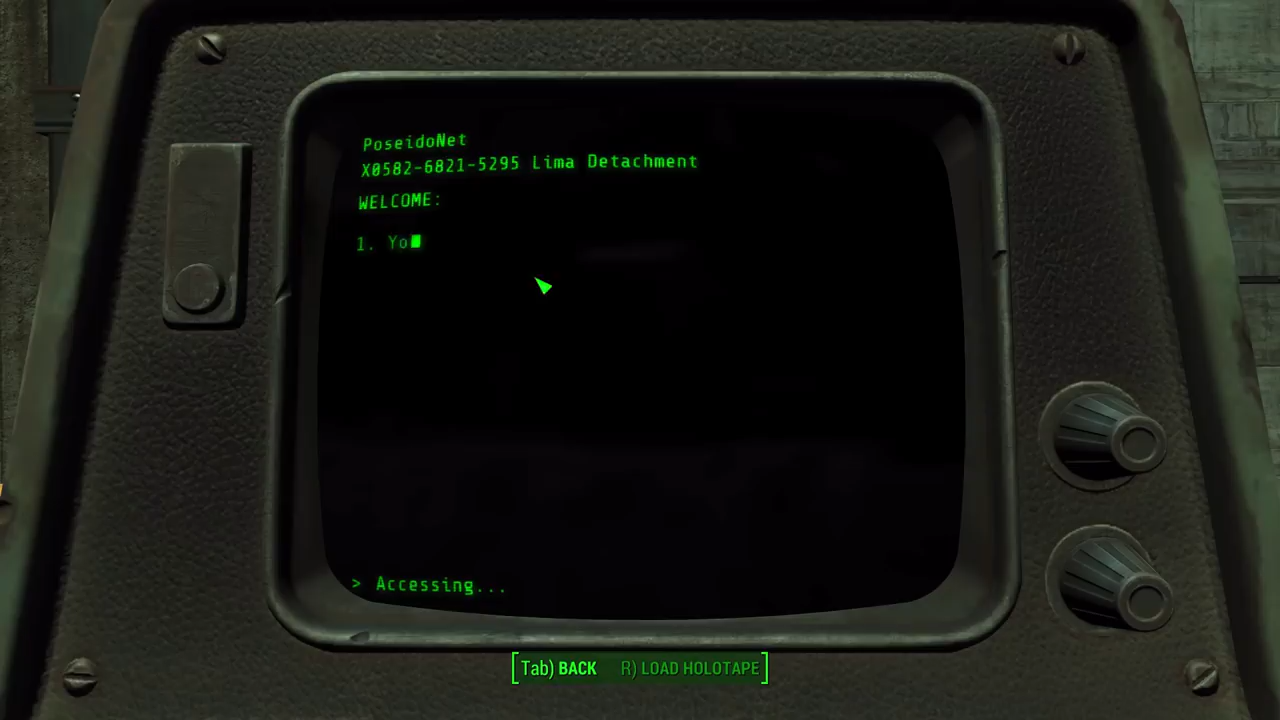 PoseidoNet
X0582-6821-5295 Lima Detachment
WELCOME:
1. Yo
> Accessing...
Tab) BACK R) LOAD HOLOTAPE